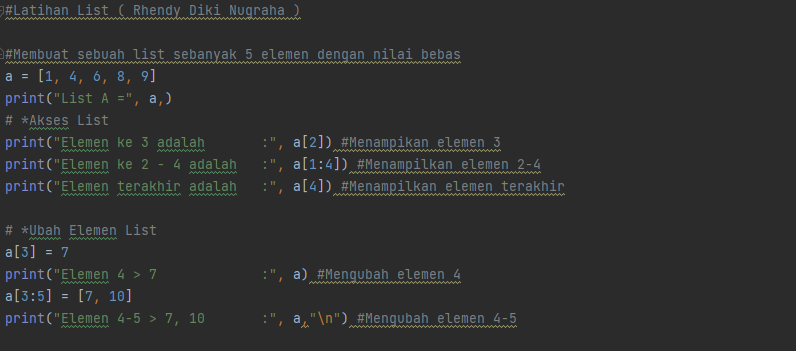 #Latihan List ( Rhendy Diki Nugraha )
#Membuat sebuah list sebanyak 5 elemen dengan nilai bebas
a = [1, 4, 6, 8, 9]
print("List A =", a,)
# *Akses List
print("Elemen ke 3 adalah       :", a[2]) #Menampikan elemen 3
print("Elemen ke 2 - 4 adalah   :", a[1:4]) #Menampilkan elemen 2-4
print("Elemen terakhir adalah   :", a[4]) #Menampilkan elemen terakhir
# *Ubah Elemen List
a[3] = 7
print("Elemen 4 > 7             :", a) #Mengubah elemen 4
a[3:5] = [7, 10]
print("Elemen 4-5 > 7, 10       :", a,"\n") #Mengubah elemen 4-5